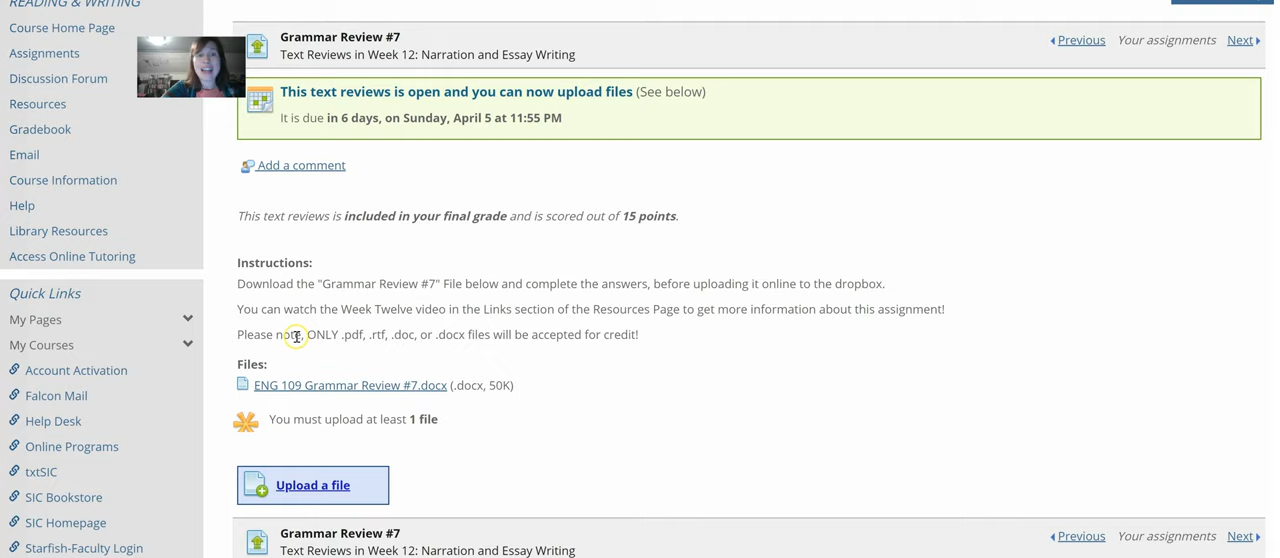 READING & WRITING
Course Home Page
Assignments
Discussion Forum
Resources
Gradebook
Email
Course Information
Help
Library Resources
Access Online Tutoring
Quick Links
My Pages
My Courses
Account Activation
Falcon Mail
Help Desk
Online Programs
txtSIC
SIC Bookstore
SIC Homepage
Starfish-Faculty Login
Grammar Review #7
Text Reviews in Week 12: Narration and Essay Writing
Previous Your assignments Next
This text reviews is open and you can now upload files (See below)
It is due in 6 days, on Sunday, April 5 at 11:55 PM
Add a comment
This text reviews is included in your final grade and is scored out of 15 points.
Instructions:
Download the "Grammar Review #7" File below and complete the answers, before uploading it online to the dropbox.
You can watch the Week Twelve video in the Links section of the Resources Page to get more information about this assignment!
Please note, ONLY .pdf, .rtf, .doc, or .docx files will be accepted for credit!
Files:
ENG 109 Grammar Review #7.docx (.docx, 50K)
You must upload at least 1 file
Upload a file
Grammar Review #7
Text Reviews in Week 12: Narration and Essay Writing
Previous Your assignments Next